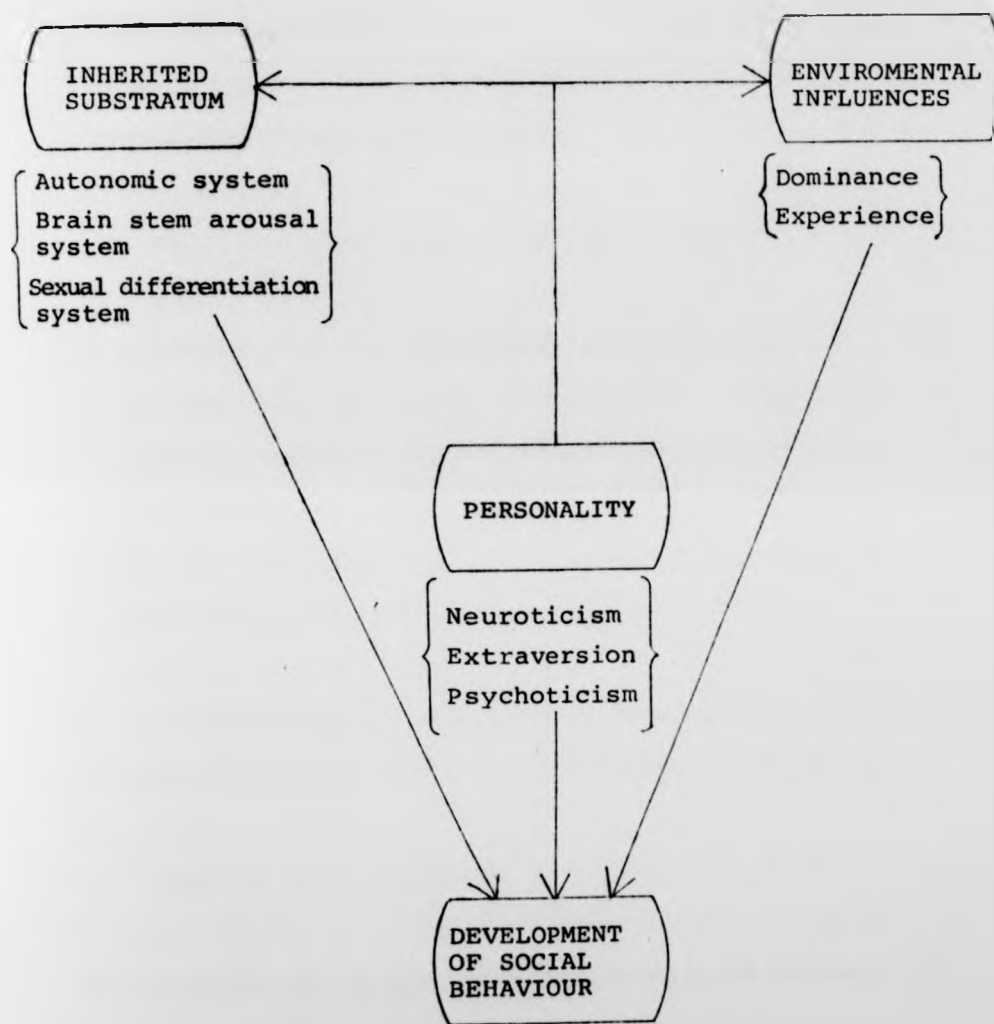 INHERITED
SUBSTRATUM
ENVIROMENTAL
INFLUENCES
Autonomic system
Brain stem arousal
system
Sexual differentiation
system
Dominance
Experience
PERSONALITY
Neuroticism
Extraversion
Psychoticism
DEVELOPMENT
OF SOCIAL
BEHAVIOUR